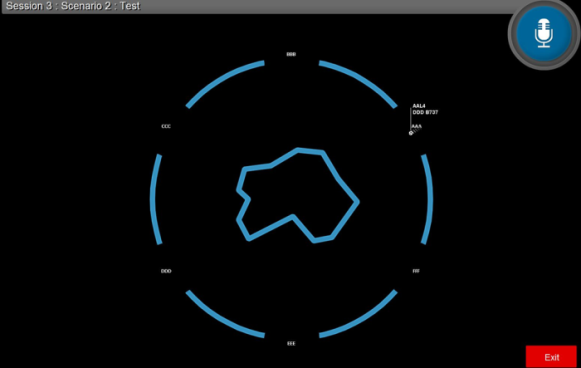 Session 3 : Scenario 2 : Test
BBB
AAL4
DDD B737
CCC
AAA
DDD
FFF
EEE
Exit